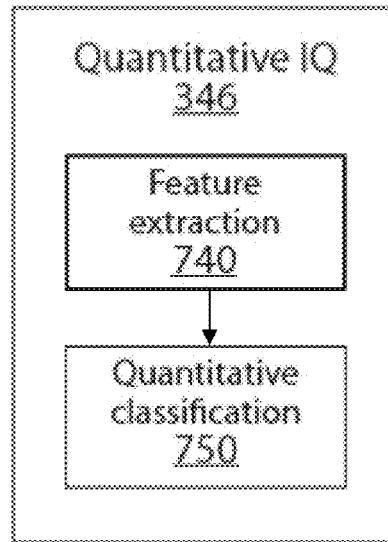 Quantitative IQ
346
Feature
extraction
740
Quantitative
classification
750